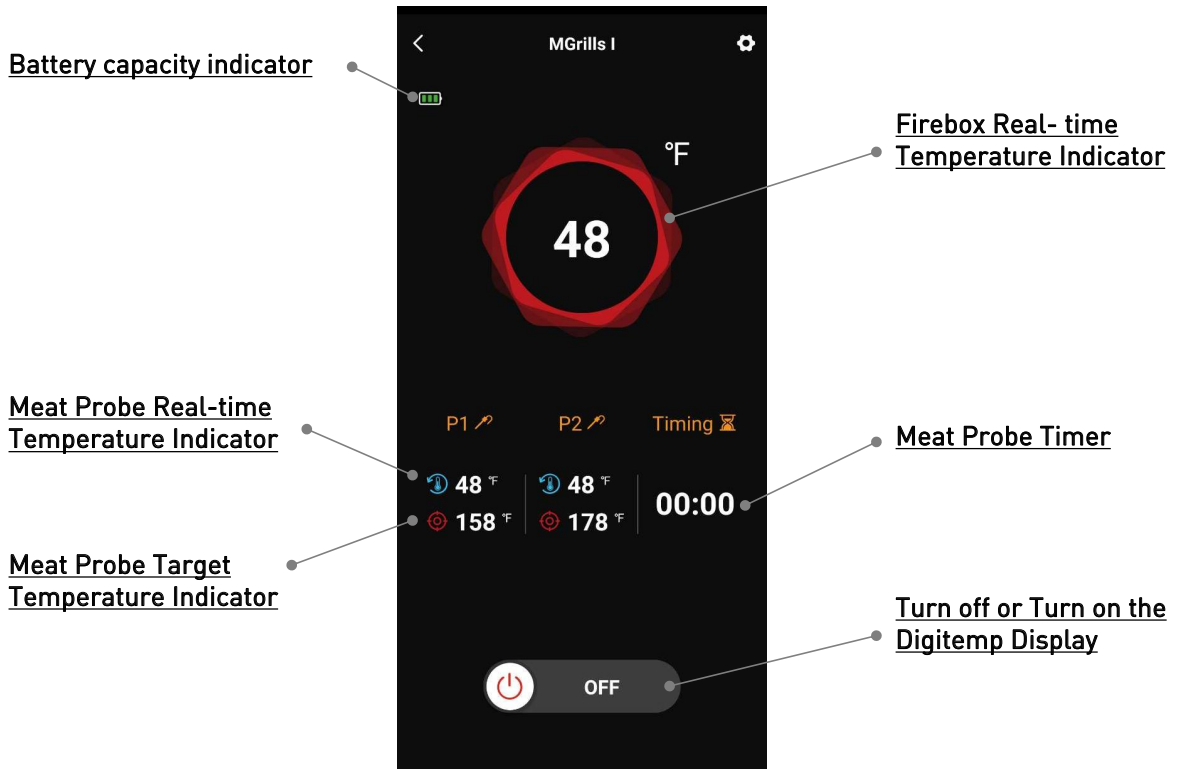 MGrills I
Battery capacity indicator
°F
Firebox Real- time
Temperature Indicator
48
Meat Probe Real-time
Temperature Indicator
P1
P2
Timing
Meat Probe Timer
48 °F
48 °F
00:00
158 °F
178 °F
Meat Probe Target
Temperature Indicator
Turn off or Turn on the
Digitemp Display
OFF